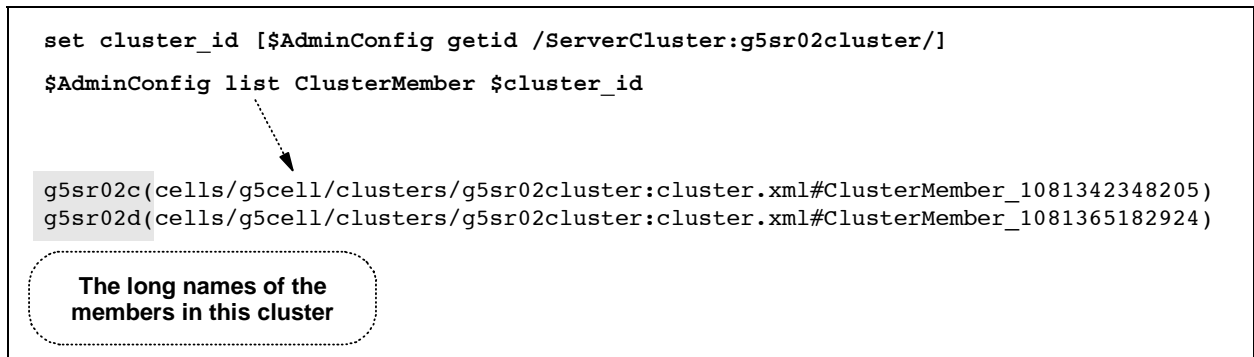 set cluster_id [$AdminConfig getid /ServerCluster:g5sr02cluster/]
$AdminConfig list ClusterMember $cluster_id
g5sr02c(cells/g5cell/clusters/g5sr02cluster:cluster.xml#ClusterMember_1081342348205)
g5sr02d(cells/g5cell/clusters/g5sr02cluster:cluster.xml#ClusterMember_1081365182924)
The long names of the
members in this cluster